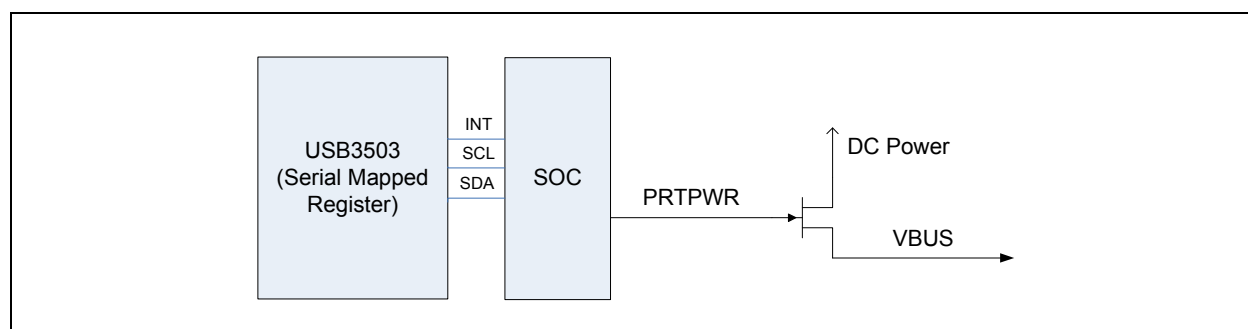 USB3503
(Serial Mapped
Register)
INT
SCL
SDA
SOC
PRTPWR
DC Power
VBUS